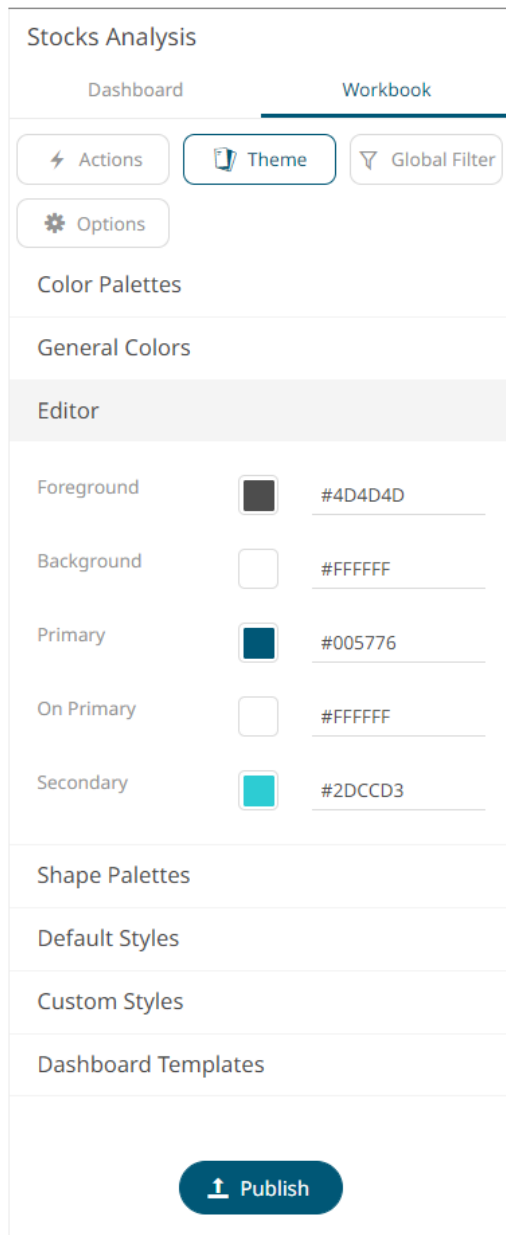 Stocks Analysis
Dashboard Workbook
Actions Theme Global Filter
Options
Color Palettes
General Colors
Editor
Foreground #4D4D4D
Background #FFFFFF
Primary #005776
On Primary #FFFFFF
Secondary #2DCCD3
Shape Palettes
Default Styles
Custom Styles
Dashboard Templates
Publish